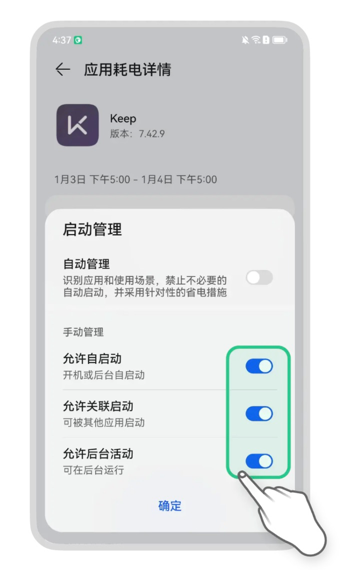 4:37
应用耗电详情
Keep
版本：7.42.9
1月3日 下午5:00 – 1月4日 下午5:00
启动管理
自动管理
识别应用和使用场景，禁止不必要的
自动启动，并采用针对性的省电措施
手动管理
允许自启动
开机或后台自启动
允许关联启动
可被其他应用启动
允许后台活动
可在后台运行
确定